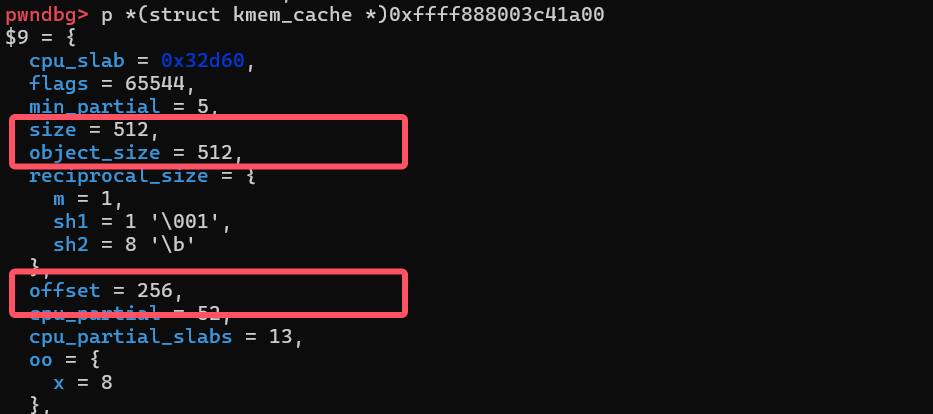 pwndbg> p *(struct kmem_cache *)0xffff888003c41a00
$9 = {
  cpu_slab = 0x32d60,
  flags = 65544,
  min_partial = 5,
  size = 512,
  object_size = 512,
  reciprocal_size = {
    m = 1,
    sh1 = 1 '\001',
    sh2 = 8 '\b'
  },
  offset = 256,
  cpu_partial = 52,
  cpu_partial_slabs = 13,
  oo = {
    x = 8
  },